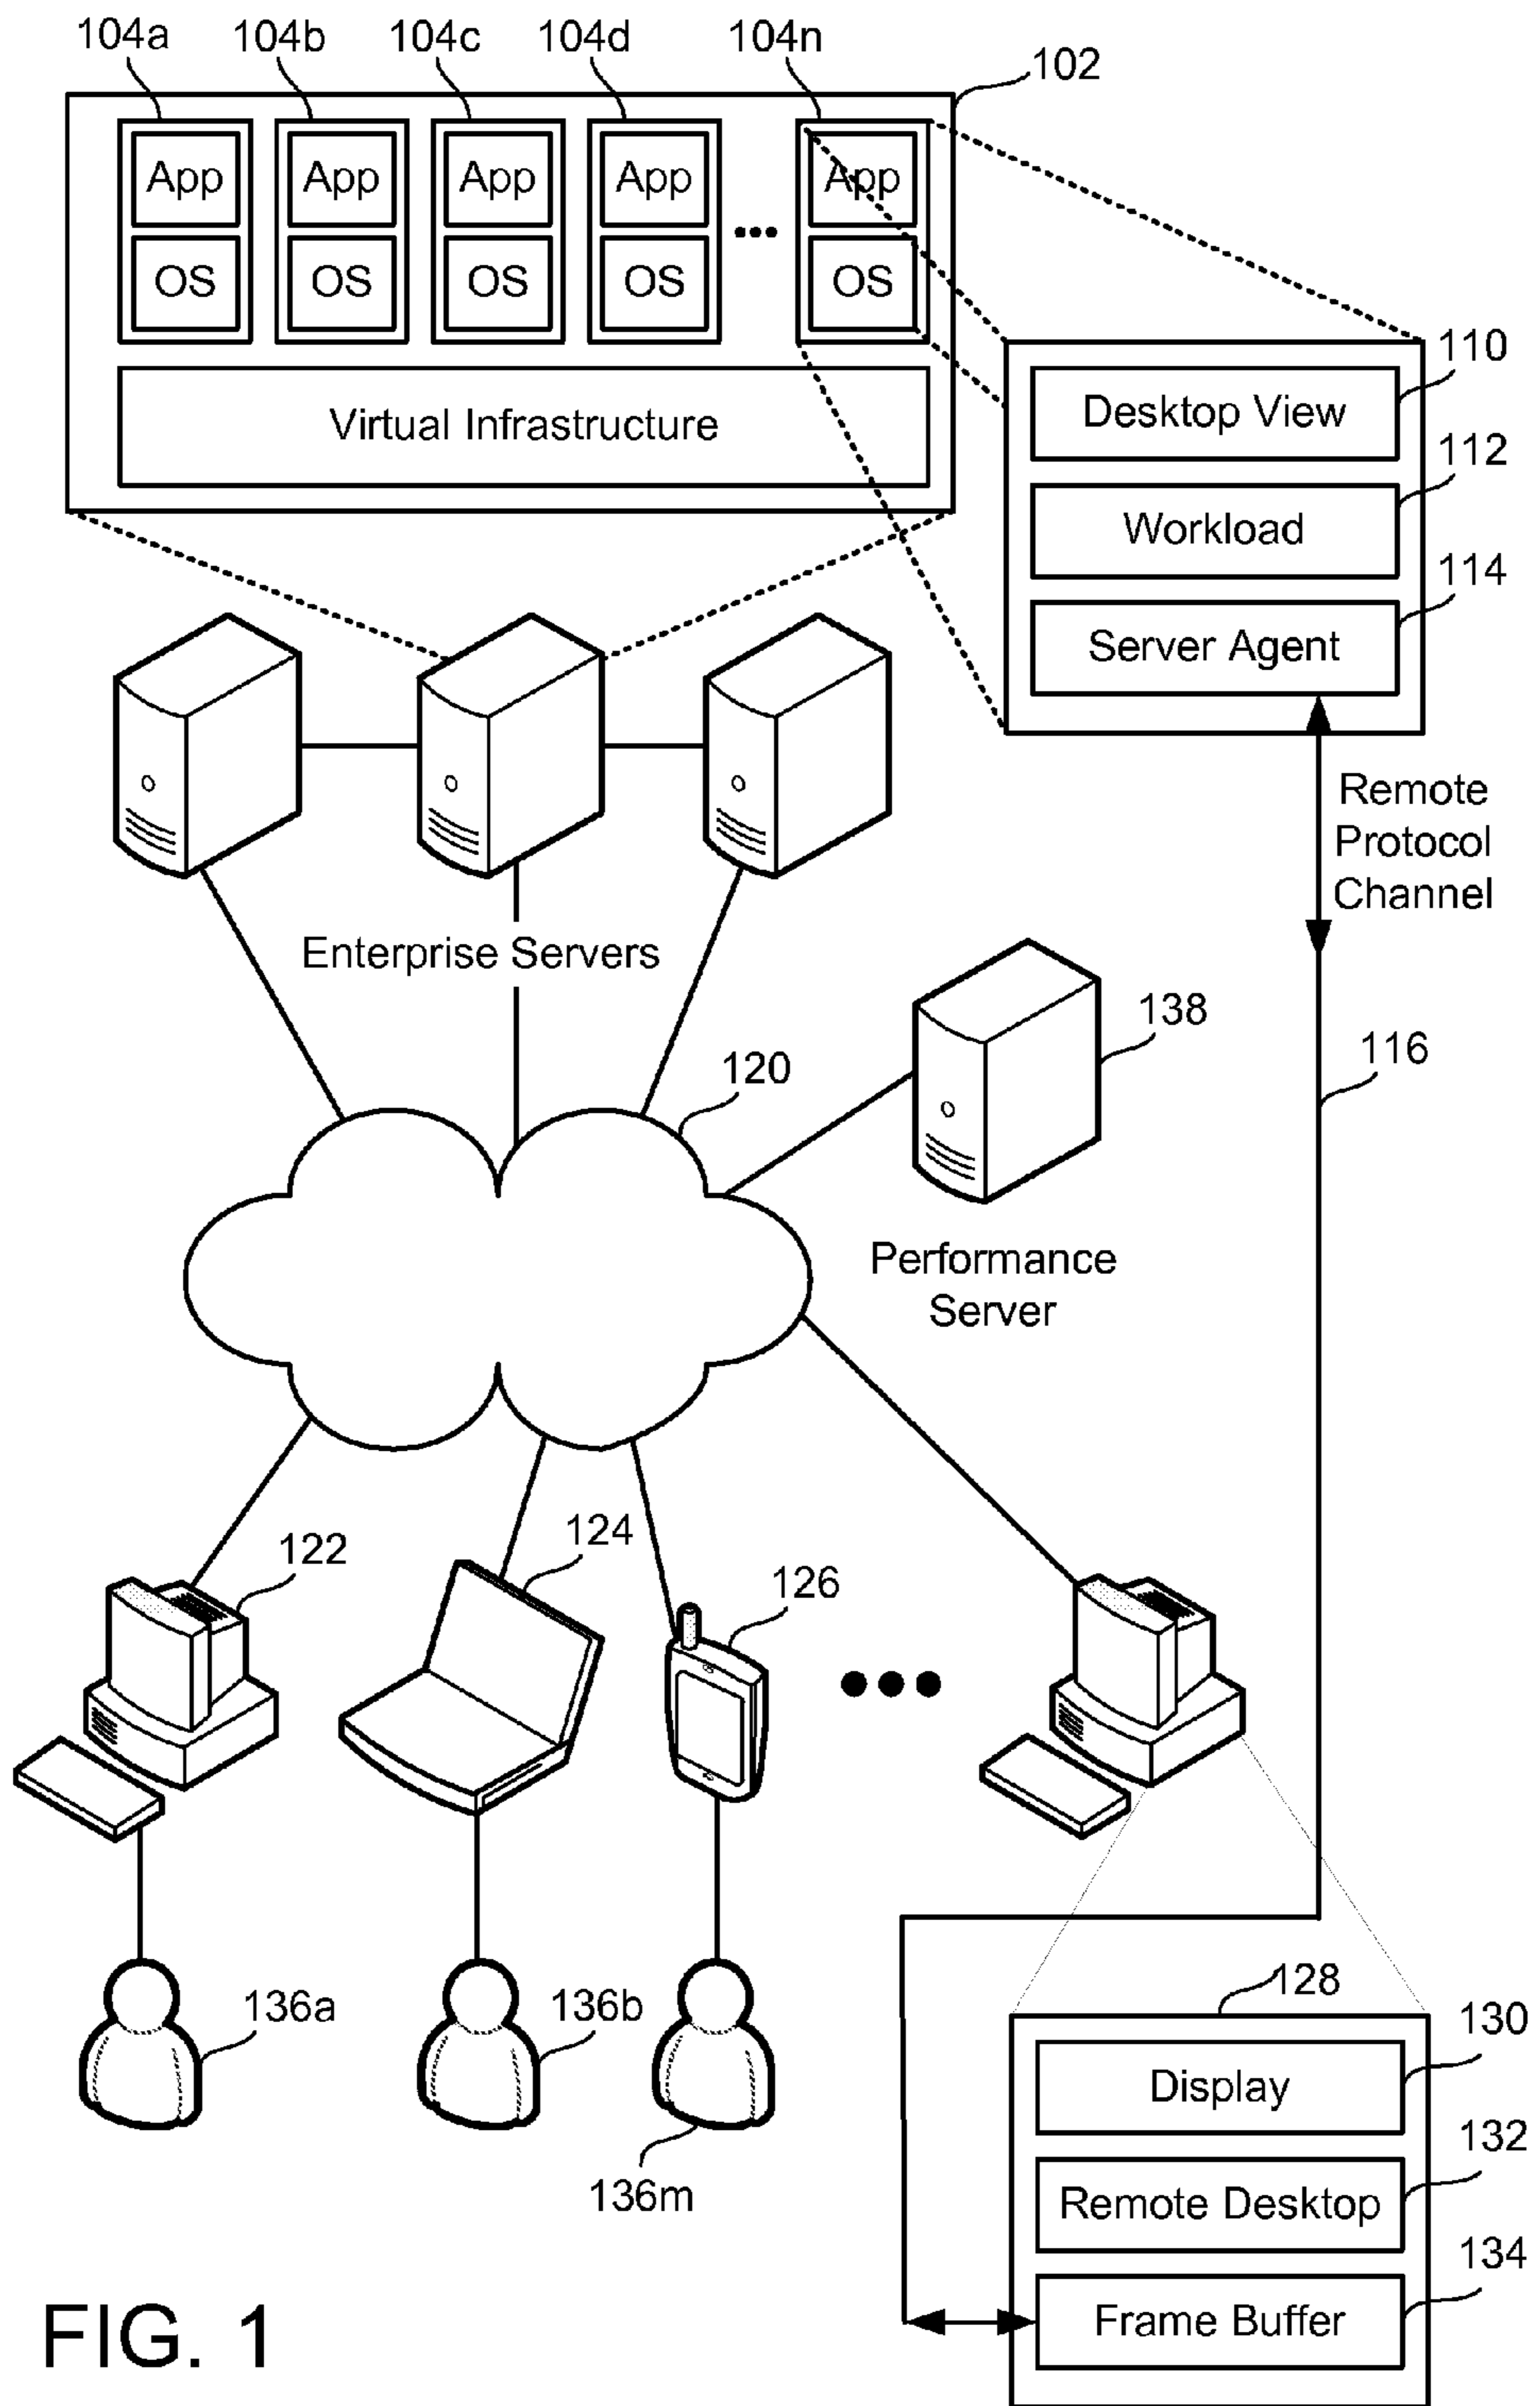 104a 104b 104c 104d 104n
102
App App App App App
...
OS OS OS OS OS
Virtual Infrastructure
110
Desktop View
112
Workload
114
Server Agent
Remote
Protocol
Channel
Enterprise Servers
138
116
120
Performance
Server
122
124
126
128
136a
136b
136m
130
Display
132
Remote Desktop
134
Frame Buffer
FIG. 1